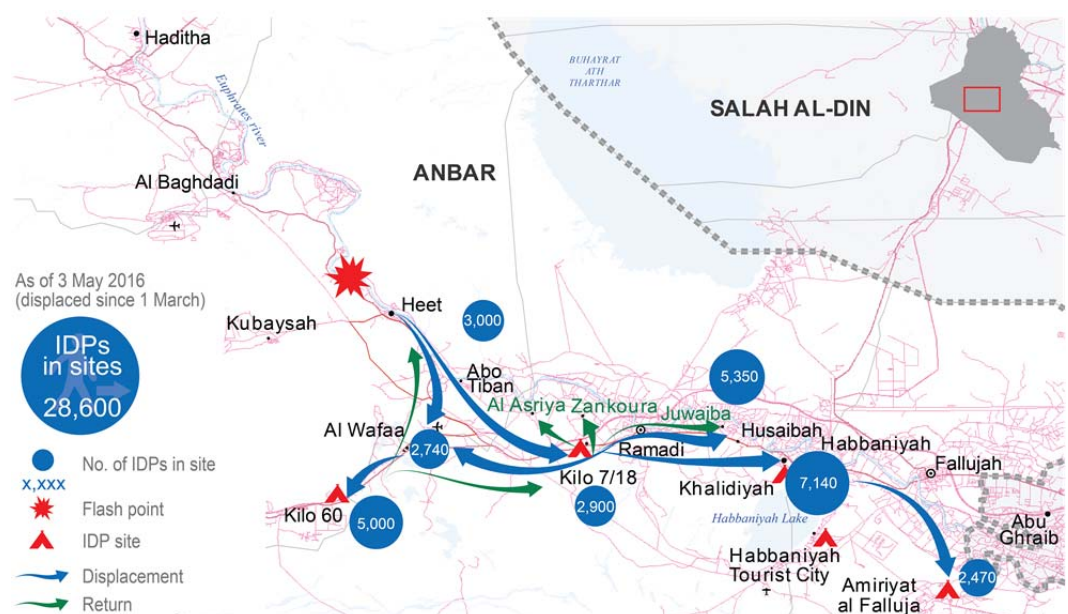 Haditha
Euphrates river
BUHAYRAT
ATH
THARTHAR
SALAH AL-DIN
ANBAR
Al Baghdadi
As of 3 May 2016
(displaced since 1 March)
IDPs
in sites
28,600
No. of IDPs in site
x,xxx
Flash point
IDP site
Displacement
Return
Heet
Kubaysah
3,000
Abo
Tiban
5,350
Al Asriya
Zankoura
Juwaiba
Al Wafaa
2,740
Ramadi
Husaibah
Habbaniyah
Kilo 7/18
Khalidiyah
7,140
Fallujah
Kilo 60
5,000
2,900
Habbaniyah Lake
Abu
Ghraib
Habbaniyah
Tourist City
Amiriyat
al Falluja
2,470